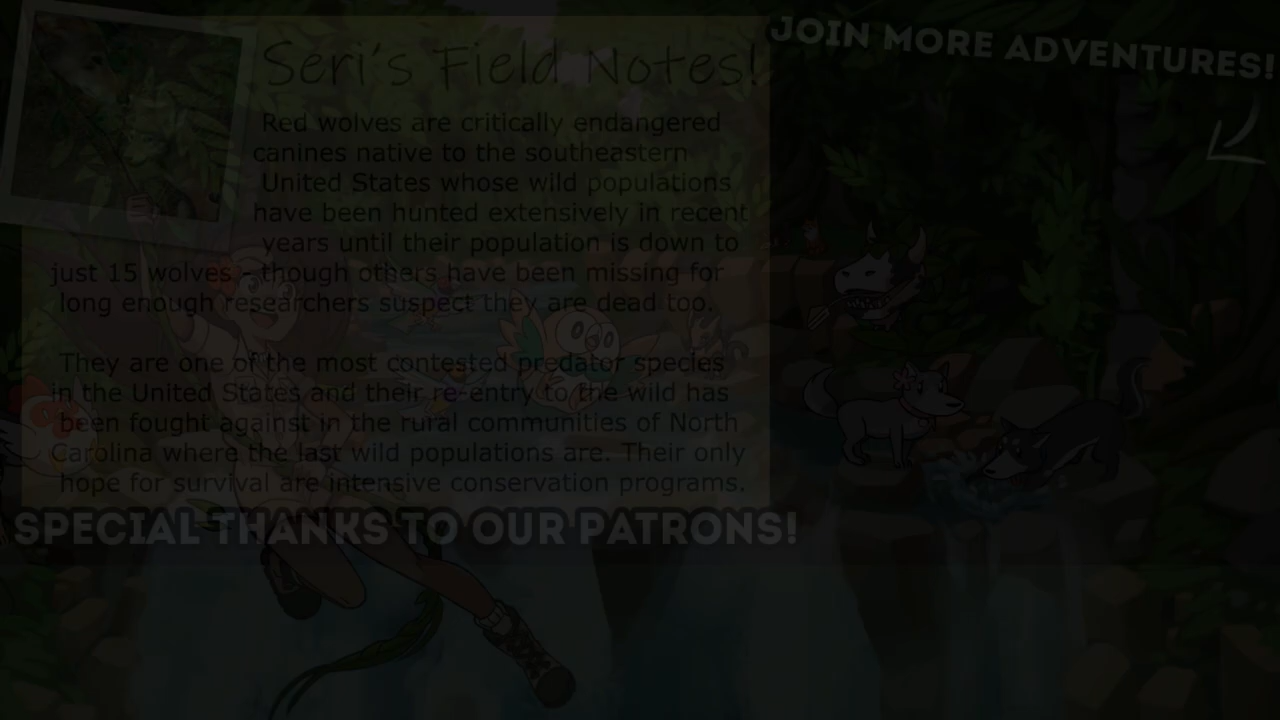 Seri's Field Notes!
JOIN MORE ADVENTURES!
Red wolves are critically endangered
canines native to the southeastern
United States whose wild populations
have been hunted extensively in recent
years until their population is down to
just 15 wolves - though others have been missing for
long enough researchers suspect they are dead too.
They are one of the most contested predator species
in the United States and their re-entry to the wild has
been fought against in the rural communities of North
Carolina where the last wild populations are. Their only
hope for survival are intensive conservation programs.
SPECIAL THANKS TO OUR PATRONS!